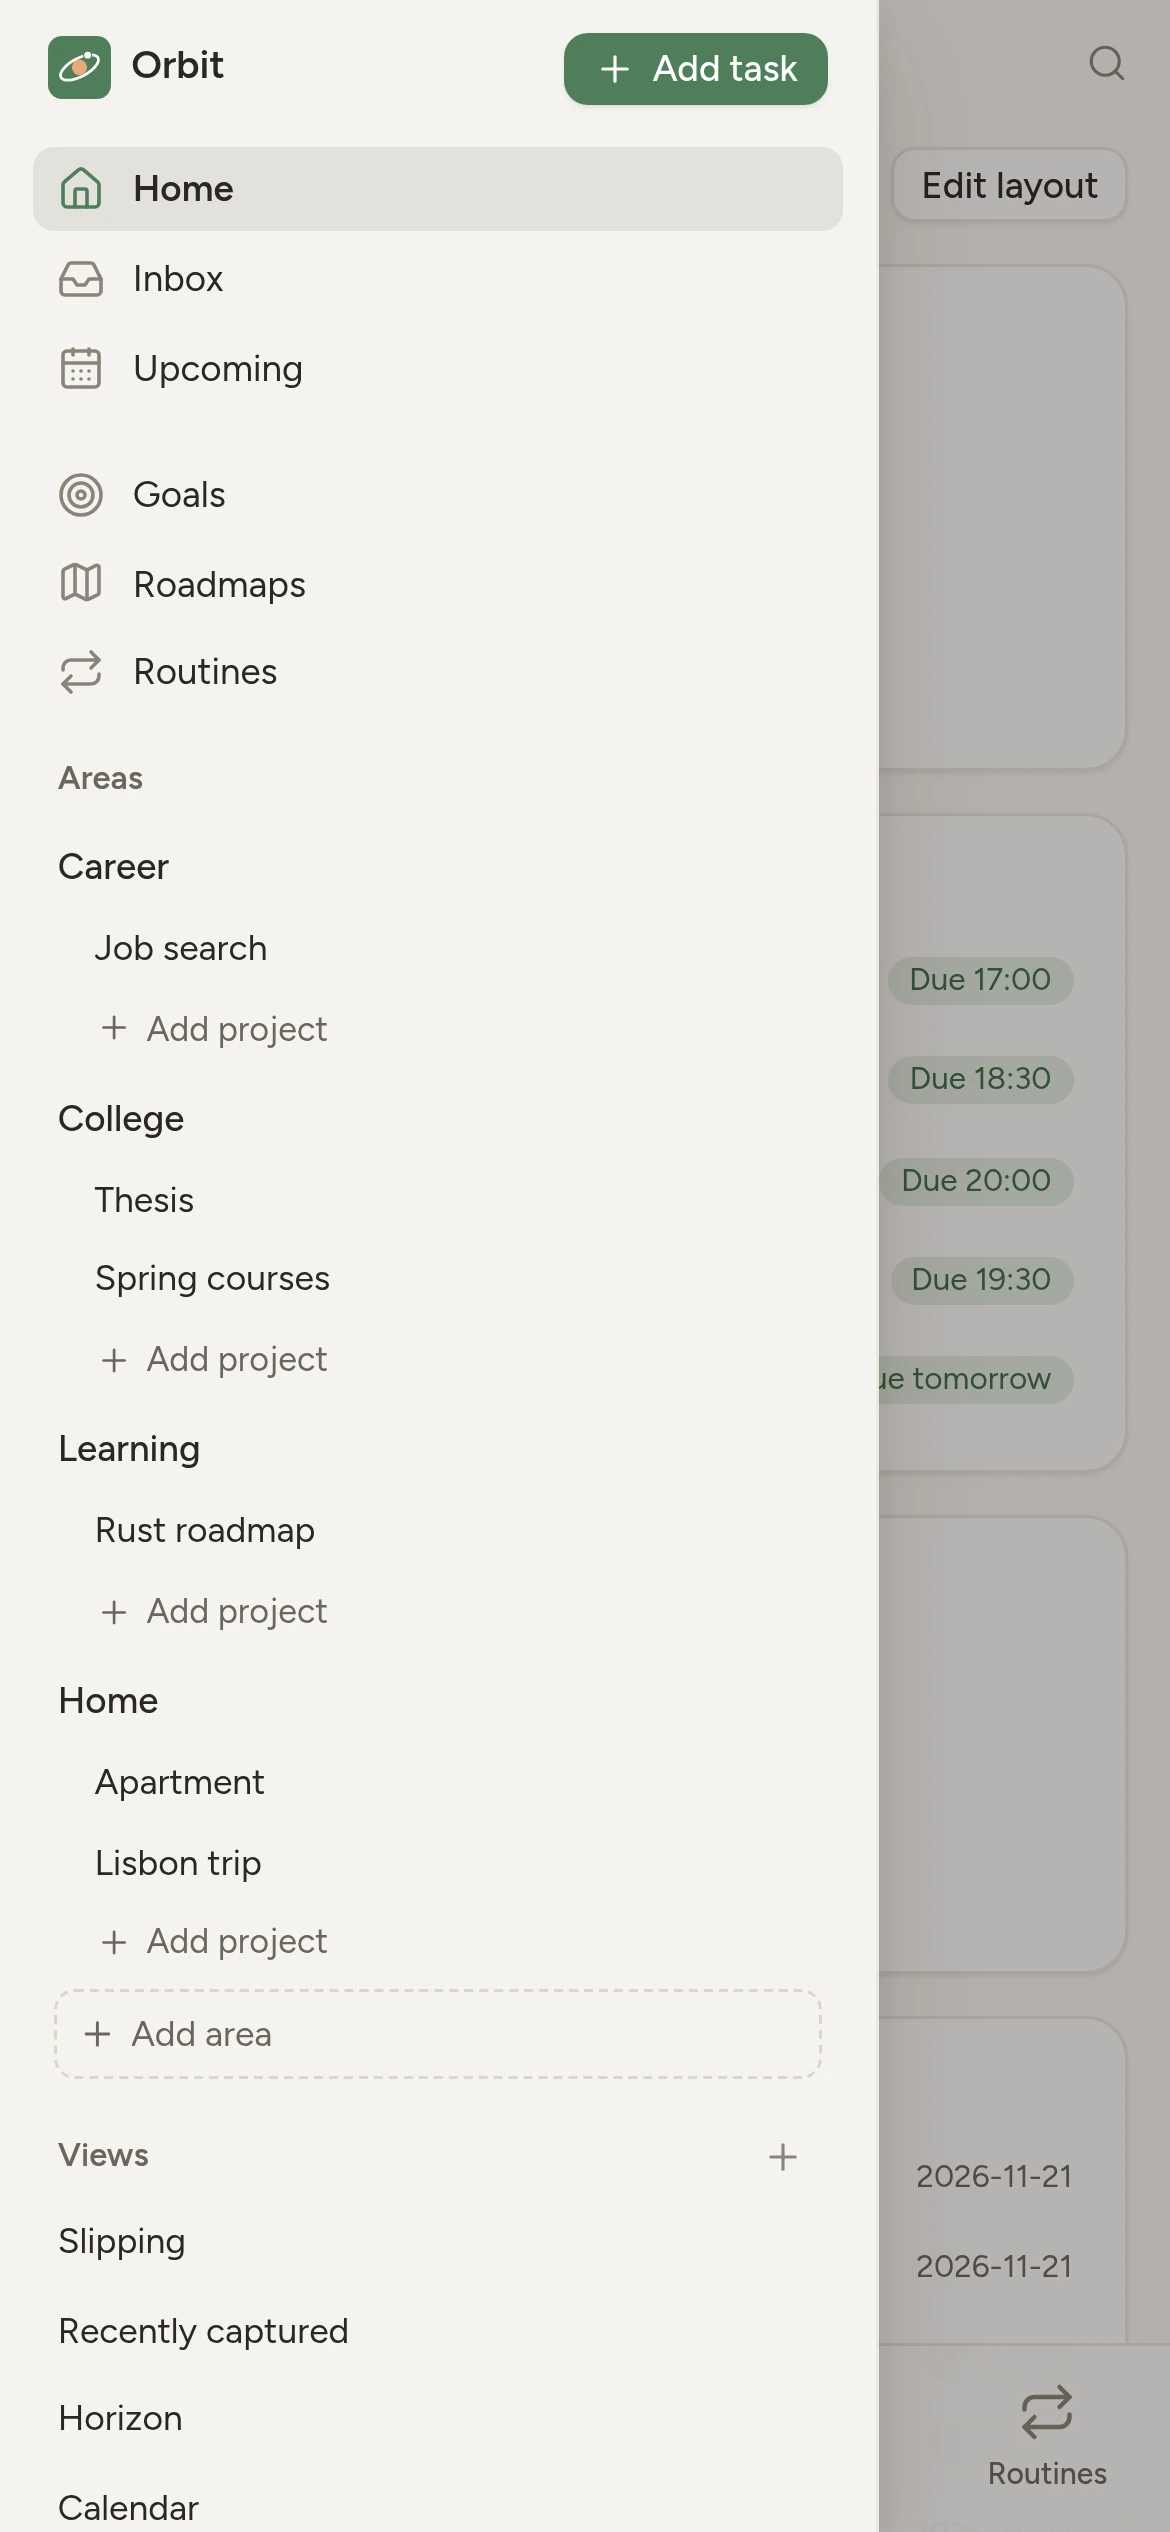 Orbit
Add task
Home
Edit layout
Inbox
Upcoming
Goals
Roadmaps
Routines
Areas
Career
Job search
Add project
College
Thesis
Spring courses
Add project
Learning
Rust roadmap
Add project
Home
Apartment
Lisbon trip
Add project
Add area
Views
Slipping
Recently captured
Horizon
Calendar
Due 17:00
Due 18:30
Due 20:00
Due 19:30
tomorrow
2026-11-21
2026-11-21
Routines